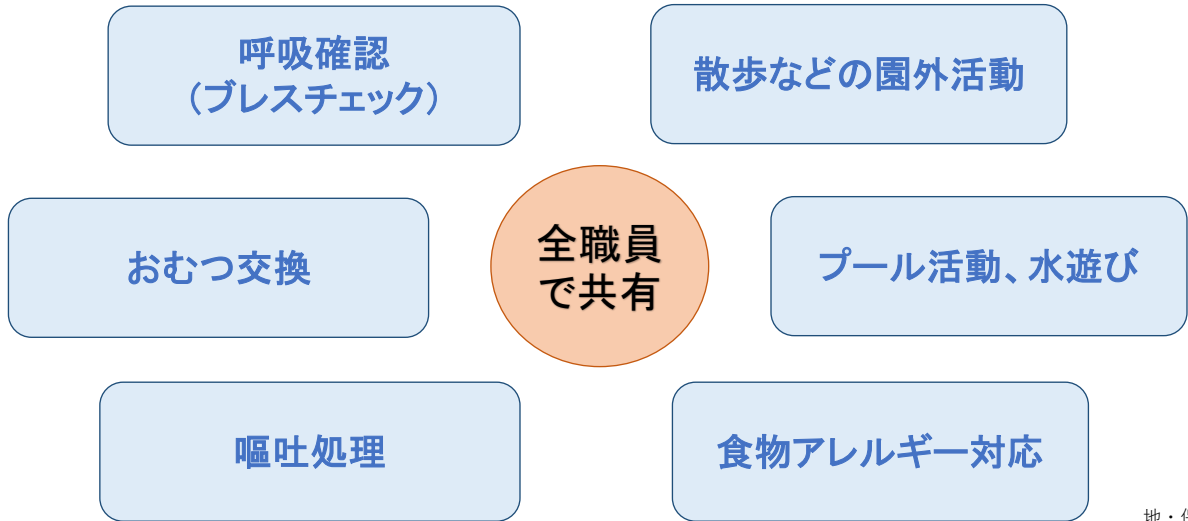 呼吸確認
（ブレスチェック）
散歩などの園外活動
おむつ交換
全職員
で共有
プール活動、水遊び
嘔吐処理
食物アレルギー対応